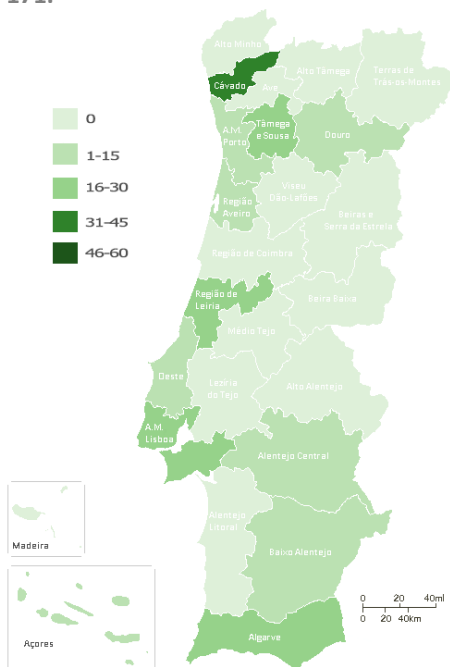 171.
Alto Minho
Alto Tâmega
Terras de
Trás-os-Montes
Cávado
Ave
0
1-15
16-30
31-45
46-60
A.M.
Porto
Tâmega
e Sousa
Douro
Região
Aveiro
Viseu
Dão-Lafões
Beiras e
Serra da Estrela
Região de Coimbra
Região de
Leiria
Beira Baixa
Médio Tejo
Oeste
Lezíria
do Tejo
Alto Alentejo
A.M.
Lisboa
Alentejo Central
Alentejo
Litoral
Madeira
Baixo Alentejo
Açores
0 20 40ml
0 20 40km
Algarve